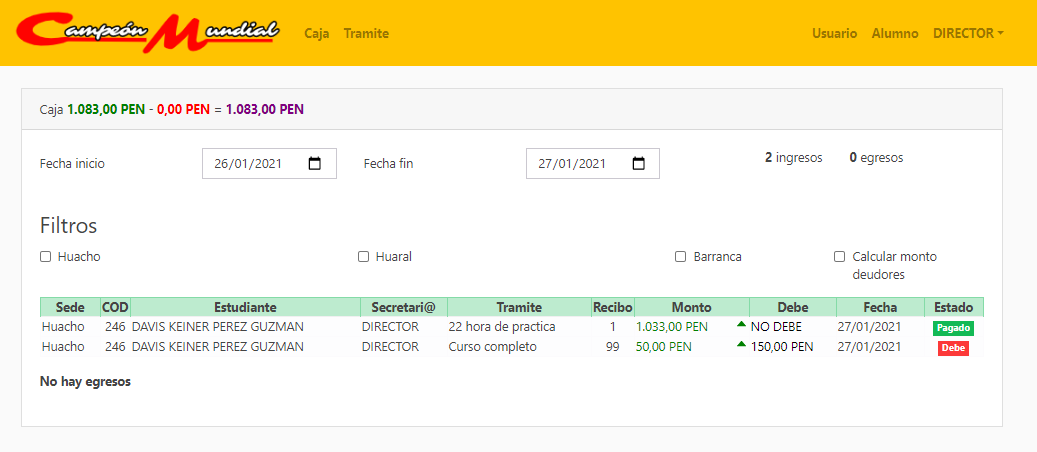 Campeón Mundial Caja Tramite Usuario Alumno DIRECTOR
Caja 1.083,00 PEN - 0,00 PEN = 1.083,00 PEN
Fecha inicio 26/01/2021 Fecha fin 27/01/2021 2 ingresos 0 egresos
Filtros
Huacho Huaral Barranca Calcular monto
deudores
Sede COD Estudiante Secretari@ Tramite Recibo Monto Debe Fecha Estado
Huacho 246 DAVIS KEINER PEREZ GUZMAN DIRECTOR 22 hora de practica 1 1.033,00 PEN NO DEBE 27/01/2021 Pagado
Huacho 246 DAVIS KEINER PEREZ GUZMAN DIRECTOR Curso completo 99 50,00 PEN 150,00 PEN 27/01/2021 Debe
No hay egresos